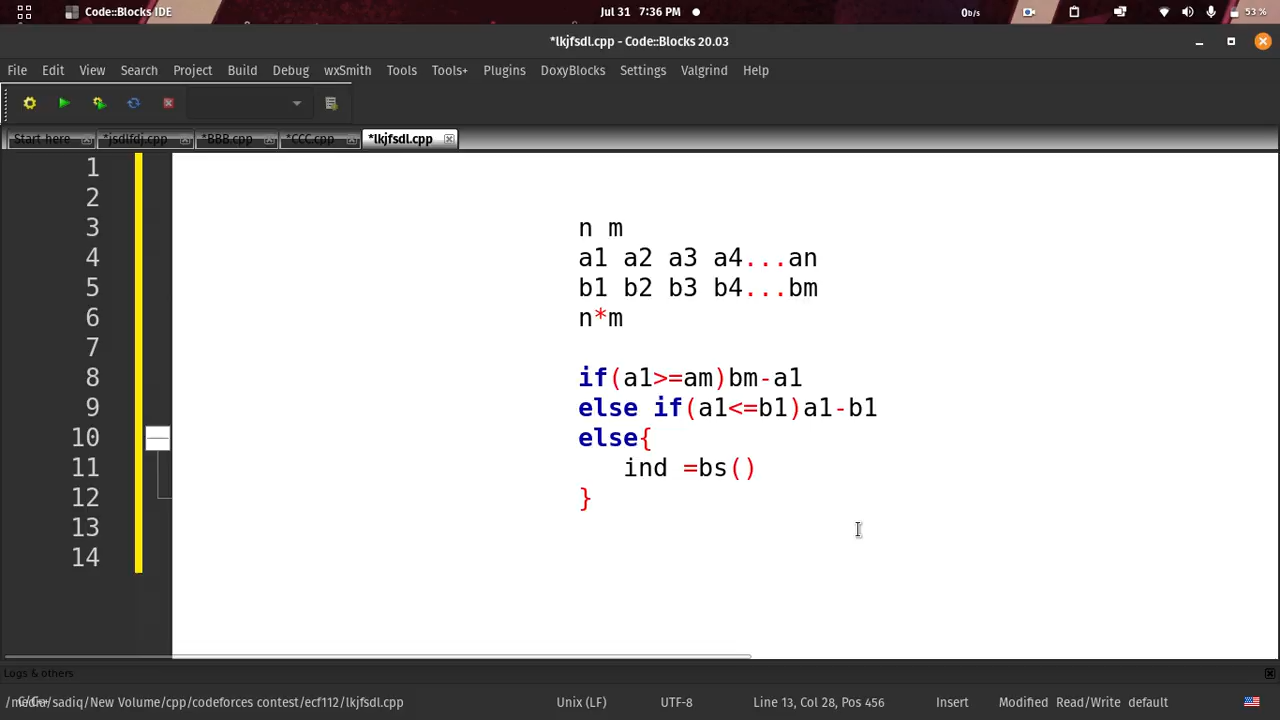 Code::Blocks IDE
Jul 31 7:36 PM
0b/s
53 %
*lkjfsdl.cpp - Code::Blocks 20.03
File Edit View Search Project Build Debug wxSmith Tools Tools+ Plugins DoxyBlocks Settings Valgrind Help
Start here *jsdlfdj.cpp *BBB.cpp *CCC.cpp *lkjfsdl.cpp
1
2
3 n m
4 a1 a2 a3 a4...an
5 b1 b2 b3 b4...bm
6 n*m
7
8 if(a1>=am)bm-a1
9 else if(a1<=b1)a1-b1
10 else{
11 ind =bs()
12 }
13
14
Logs & others
/media/sadiq/New Volume/cpp/codeforces contest/ecf112/lkjfsdl.cpp Unix (LF) UTF-8 Line 13, Col 28, Pos 456 Insert Modified Read/Write default